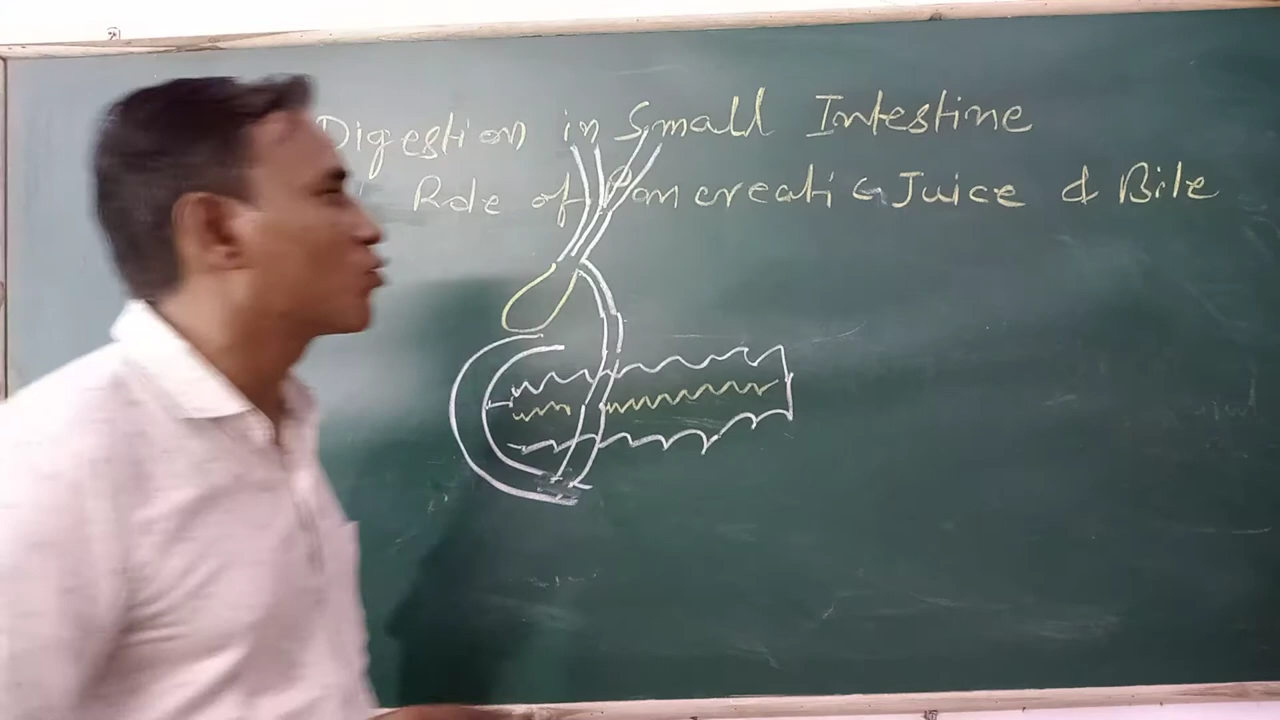 Digestion in Small Intestine
Role of Pancreatic Juice & Bile